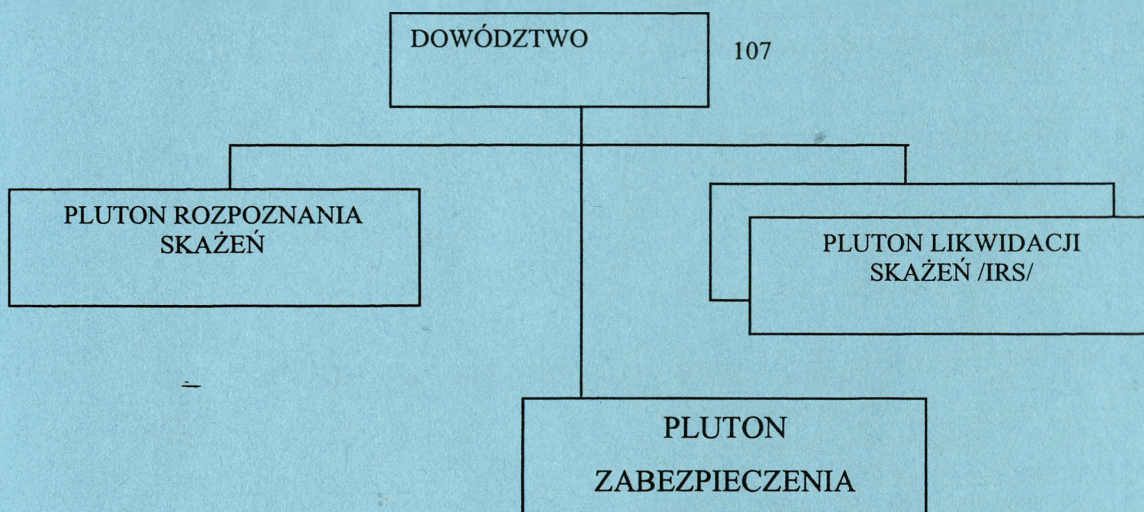 DOWÓDZTWO
107
PLUTON ROZPOZNANIA
SKAŻEŃ
PLUTON LIKWIDACJI
SKAŻEŃ /IRS/
PLUTON
ZABEZPIECZENIA